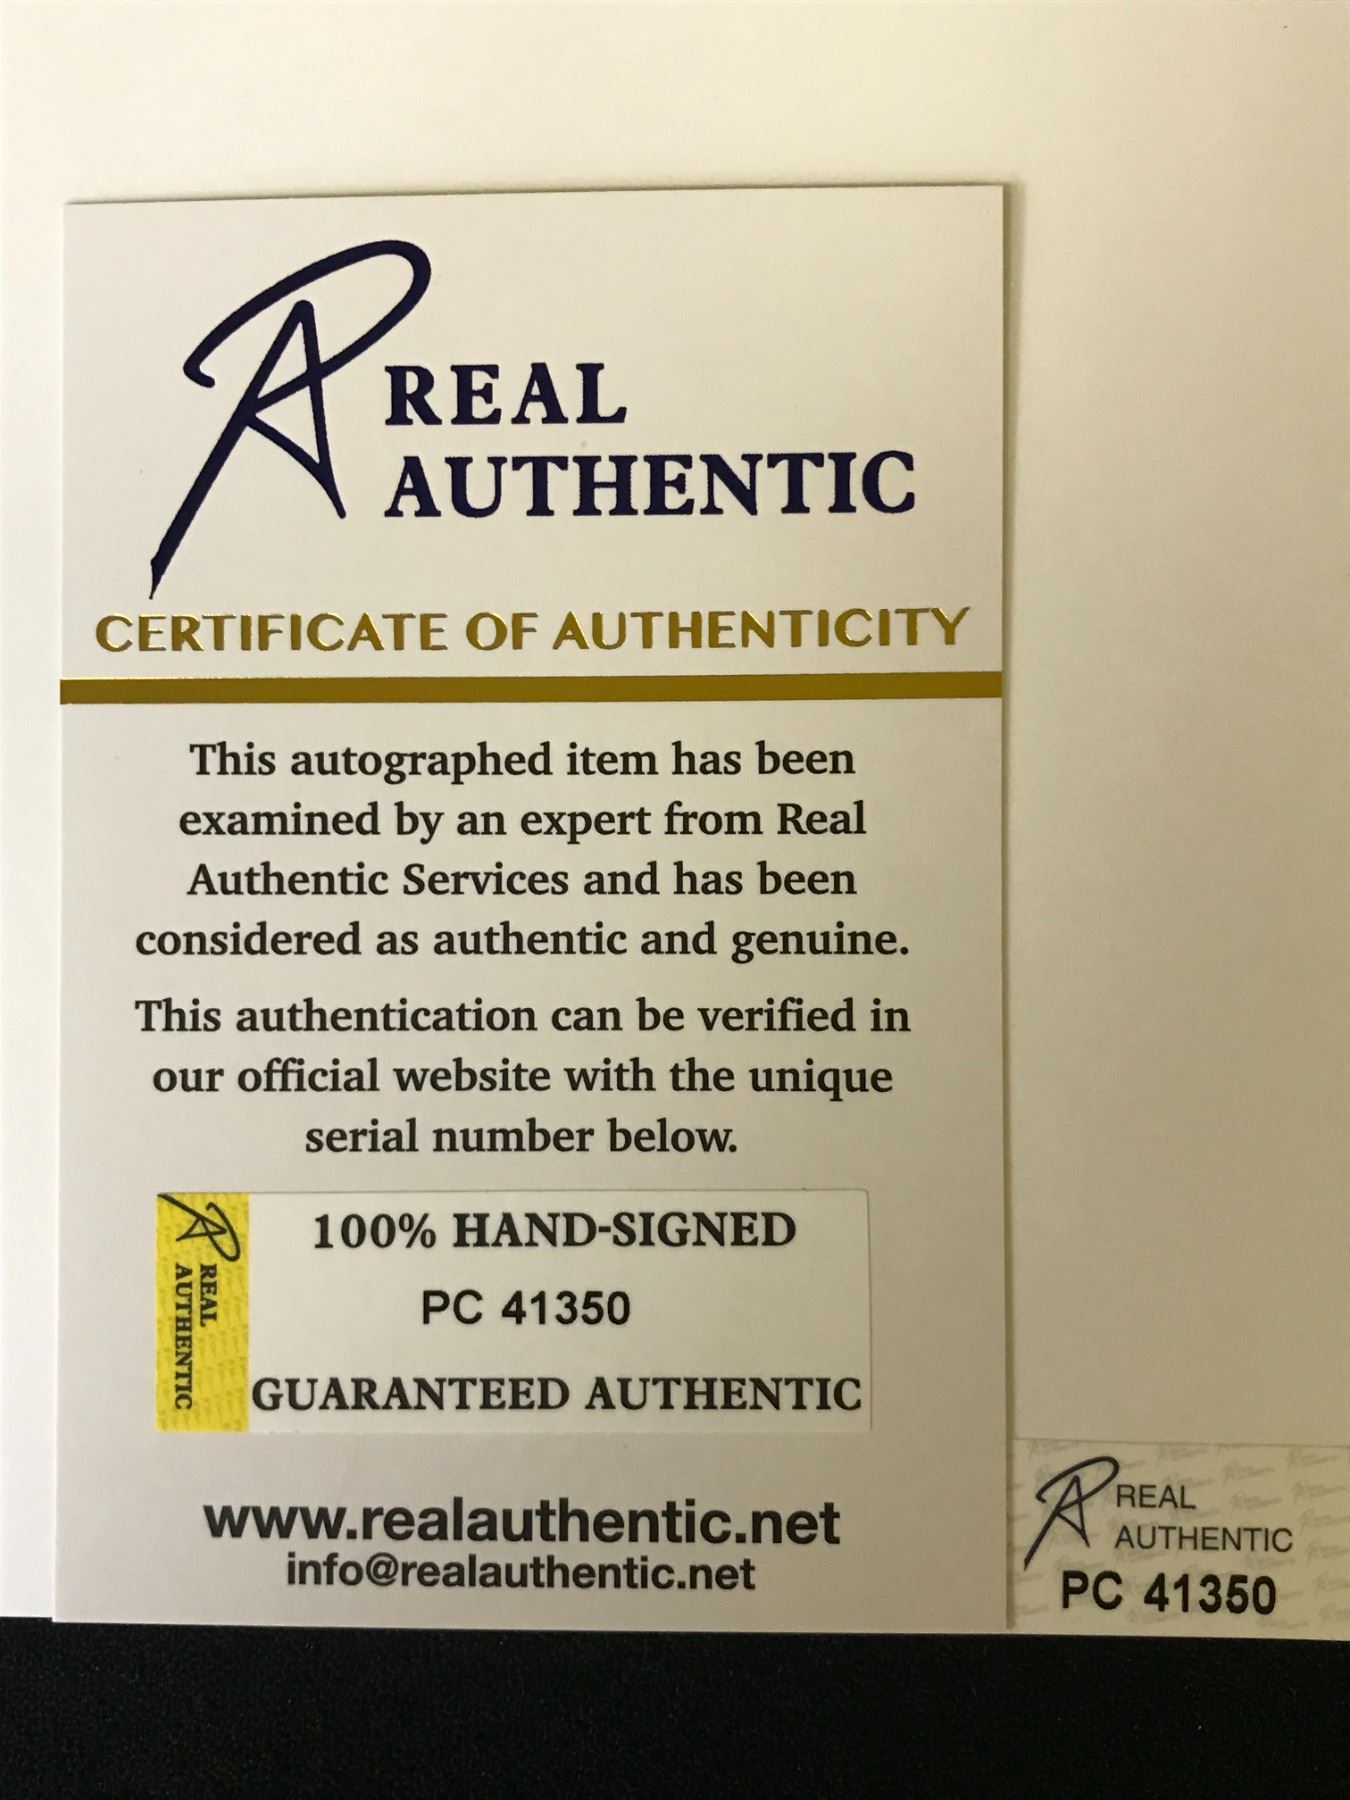 REAL
AUTHENTIC
CERTIFICATE OF AUTHENTICITY
This autographed item has been
examined by an expert from Real
Authentic Services and has been
considered as authentic and genuine.
This authentication can be verified in
our official website with the unique
serial number below.
REAL
AUTHENTIC
100% HAND-SIGNED
PC 41350
GUARANTEED AUTHENTIC
www.realauthentic.net
info@realauthentic.net
REAL
AUTHENTIC
PC 41350